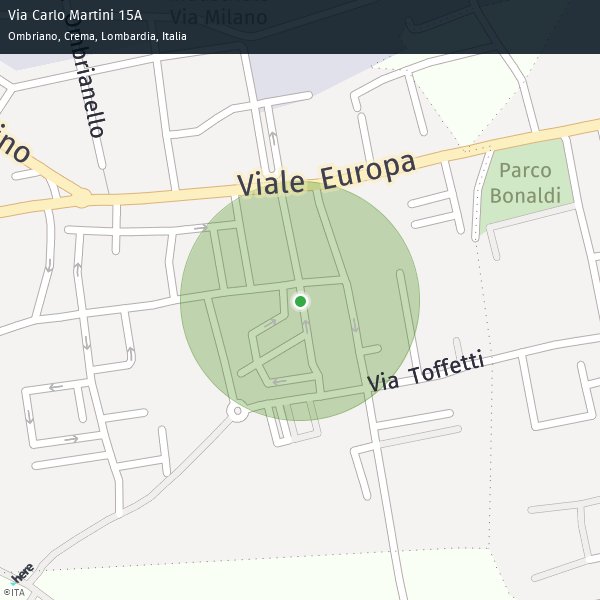 Via Carlo Martini 15A
Ombriano, Crema, Lombardia, Italia
Via Milano
Ombrianello
ino
Viale Europa
Parco
Bonaldi
Via Toffetti
here
©ITA